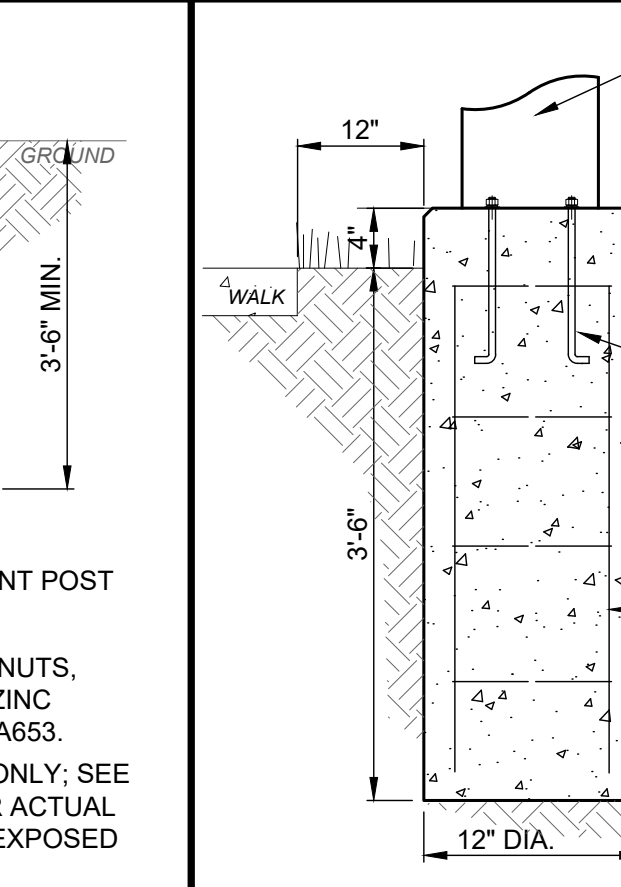 GROUND
3'-6" MIN.
NT POST
NUTS,
ZINC
A653.
ONLY; SEE
R ACTUAL
EXPOSED
12"
4"
WALK
3'-6"
12" DIA.